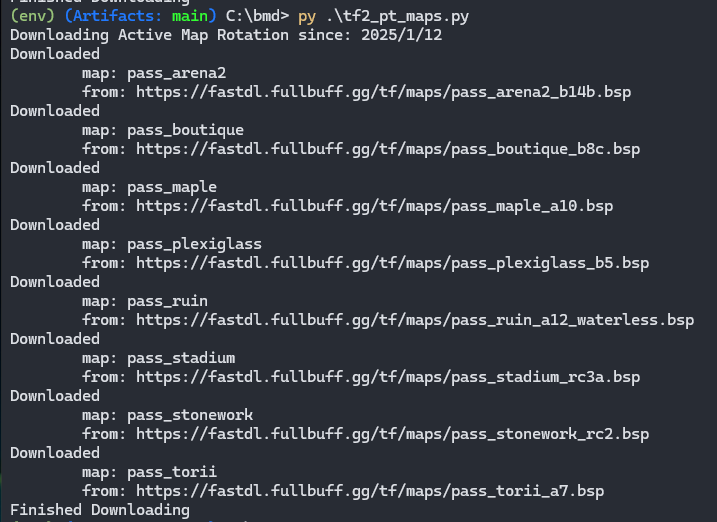 Finished Downloading
(env) (Artifacts: main) C:\bmd> py .\tf2_pt_maps.py
Downloading Active Map Rotation since: 2025/1/12
Downloaded
map: pass_arena2
from: https://fastdl.fullbuff.gg/tf/maps/pass_arena2_b14b.bsp
Downloaded
map: pass_boutique
from: https://fastdl.fullbuff.gg/tf/maps/pass_boutique_b8c.bsp
Downloaded
map: pass_maple
from: https://fastdl.fullbuff.gg/tf/maps/pass_maple_a10.bsp
Downloaded
map: pass_plexiglass
from: https://fastdl.fullbuff.gg/tf/maps/pass_plexiglass_b5.bsp
Downloaded
map: pass_ruin
from: https://fastdl.fullbuff.gg/tf/maps/pass_ruin_a12_waterless.bsp
Downloaded
map: pass_stadium
from: https://fastdl.fullbuff.gg/tf/maps/pass_stadium_rc3a.bsp
Downloaded
map: pass_stonework
from: https://fastdl.fullbuff.gg/tf/maps/pass_stonework_rc2.bsp
Downloaded
map: pass_torii
from: https://fastdl.fullbuff.gg/tf/maps/pass_torii_a7.bsp
Finished Downloading